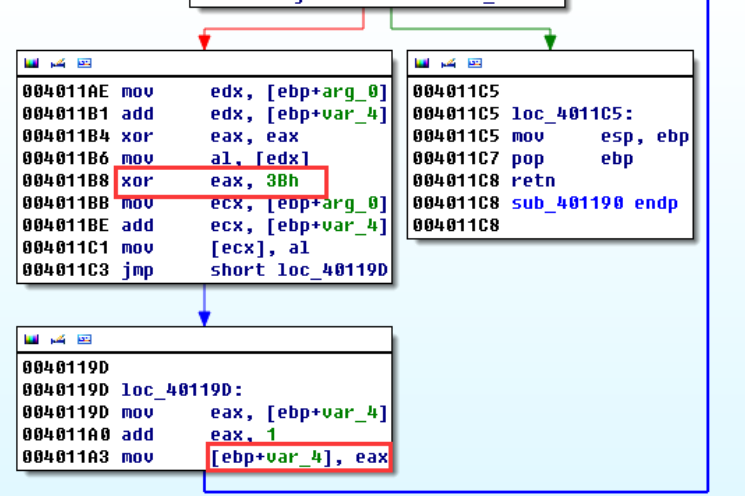 004011AE mov edx, [ebp+arg_0]
004011B1 add edx, [ebp+var_4]
004011B4 xor eax, eax
004011B6 mov al, [edx]
004011B8 xor eax, 3Bh
004011BB mov ecx, [ebp+arg_0]
004011BE add ecx, [ebp+var_4]
004011C1 mov [ecx], al
004011C3 jmp short loc_40119D
004011C5
004011C5 loc_4011C5:
004011C5 mov esp, ebp
004011C7 pop ebp
004011C8 retn
004011C8 sub_401190 endp
004011C8
0040119D
0040119D loc_40119D:
0040119D mov eax, [ebp+var_4]
004011A0 add eax, 1
004011A3 mov [ebp+var_4], eax